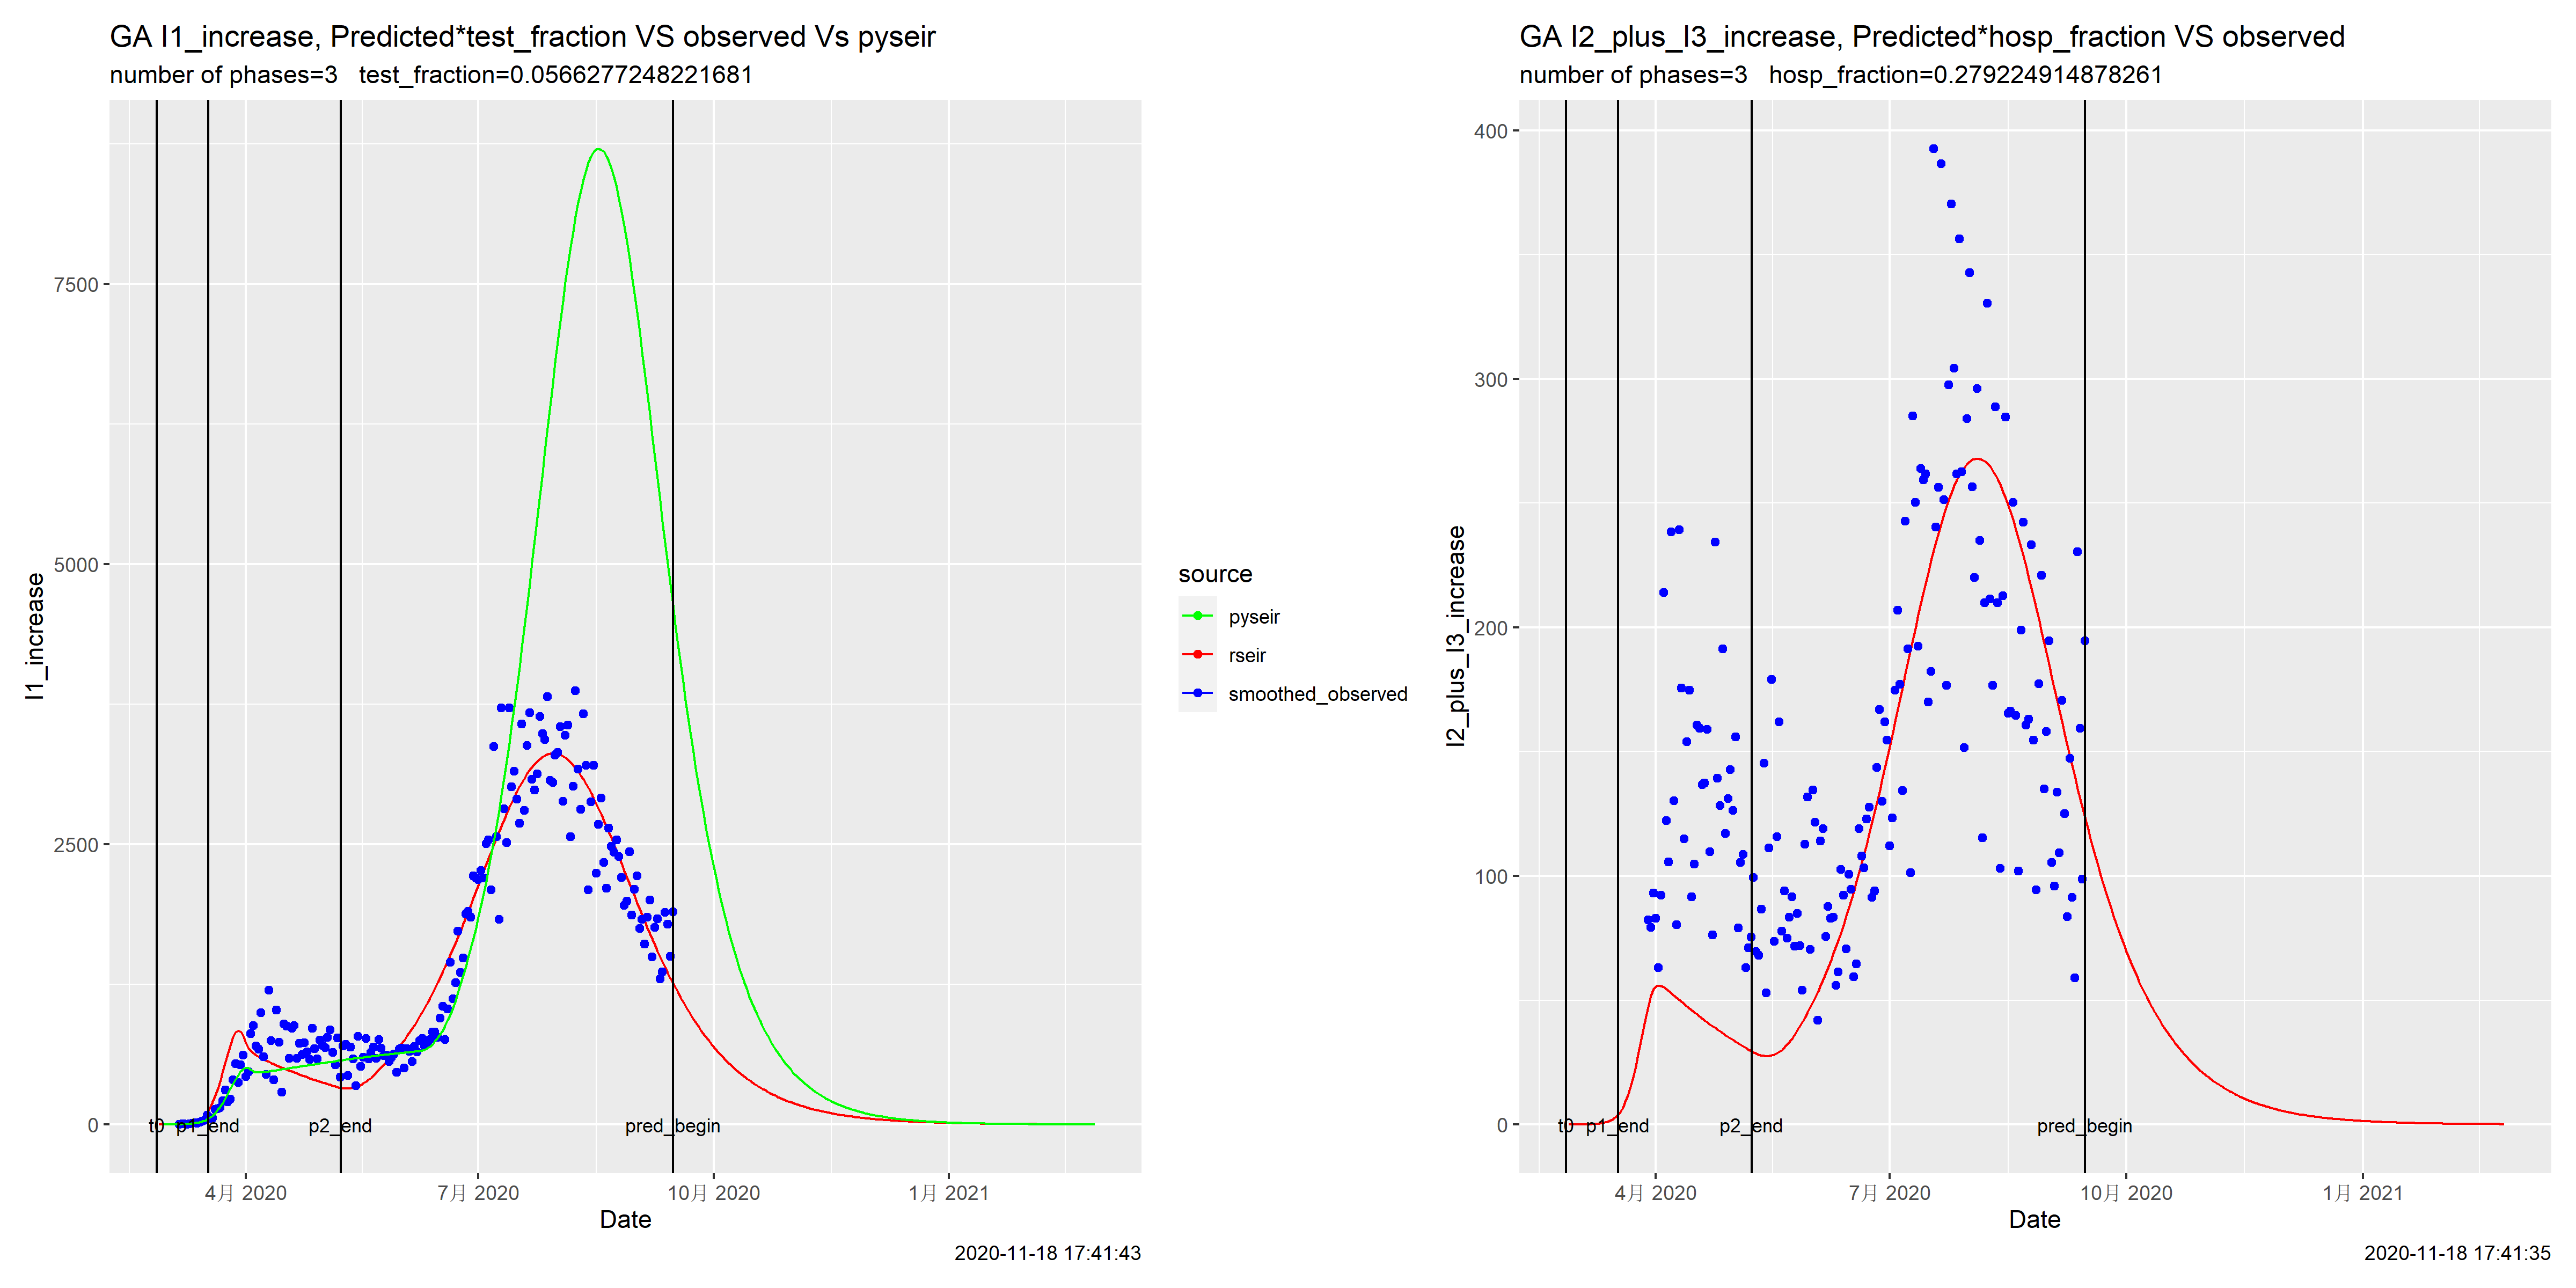 GA I1_increase, Predicted*test_fraction VS observed Vs pyseir
number of phases=3 test_fraction=0.0566277248221681
I1_increase
7500
5000
2500
0
t0
p1_end
p2_end
pred_begin
4月 2020
7月 2020
10月 2020
1月 2021
Date
2020-11-18 17:41:43
source
pyseir
rseir
smoothed_observed
GA I2_plus_I3_increase, Predicted*hosp_fraction VS observed
number of phases=3 hosp_fraction=0.279224914878261
I2_plus_I3_increase
400
300
200
100
0
t0
p1_end
p2_end
pred_begin
4月 2020
7月 2020
10月 2020
1月 2021
Date
2020-11-18 17:41:35